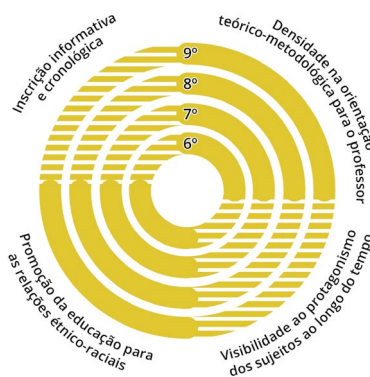 Inscrição informativa
e cronológica
Densidade na orientação
teórico-metodológica para o professor
9º
8º
7º
6º
Promoção da educação para
as relações étnico-raciais
Visibilidade ao protagonismo
dos sujeitos ao longo do tempo